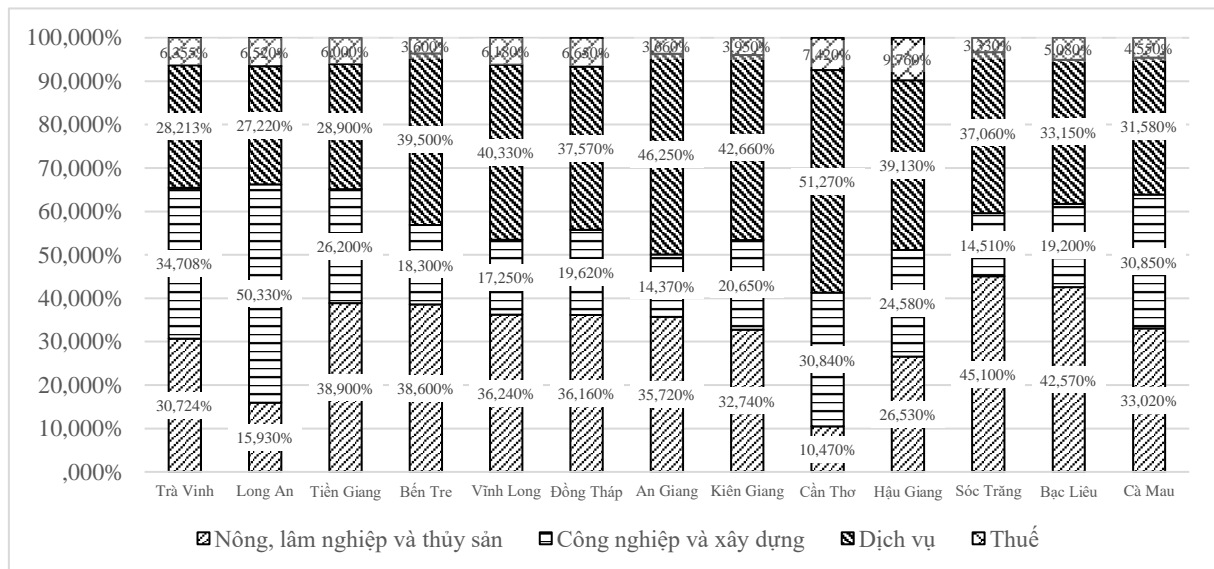 100,000%
90,000%
80,000%
70,000%
60,000%
50,000%
40,000%
30,000%
20,000%
10,000%
,000%
6,355% 6,520% 6,000% 3,600% 6,180% 6,650% 3,660% 3,950% 7,420% 9,760% 3,330% 5,080% 4,550%
28,213% 27,220% 28,900% 39,500% 40,330% 37,570% 46,250% 42,660% 51,270% 39,130% 37,060% 33,150% 31,580%
34,708% 50,330% 26,200% 18,300% 17,250% 19,620% 14,370% 20,650% 30,840% 24,580% 14,510% 19,200% 30,850%
30,724% 15,930% 38,900% 38,600% 36,240% 36,160% 35,720% 32,740% 10,470% 26,530% 45,100% 42,570% 33,020%
Trà Vinh Long An Tiền Giang Bến Tre Vĩnh Long Đồng Tháp An Giang Kiên Giang Cần Thơ Hậu Giang Sóc Trăng Bạc Liêu Cà Mau
Nông, lâm nghiệp và thủy sản Công nghiệp và xây dựng Dịch vụ Thuế